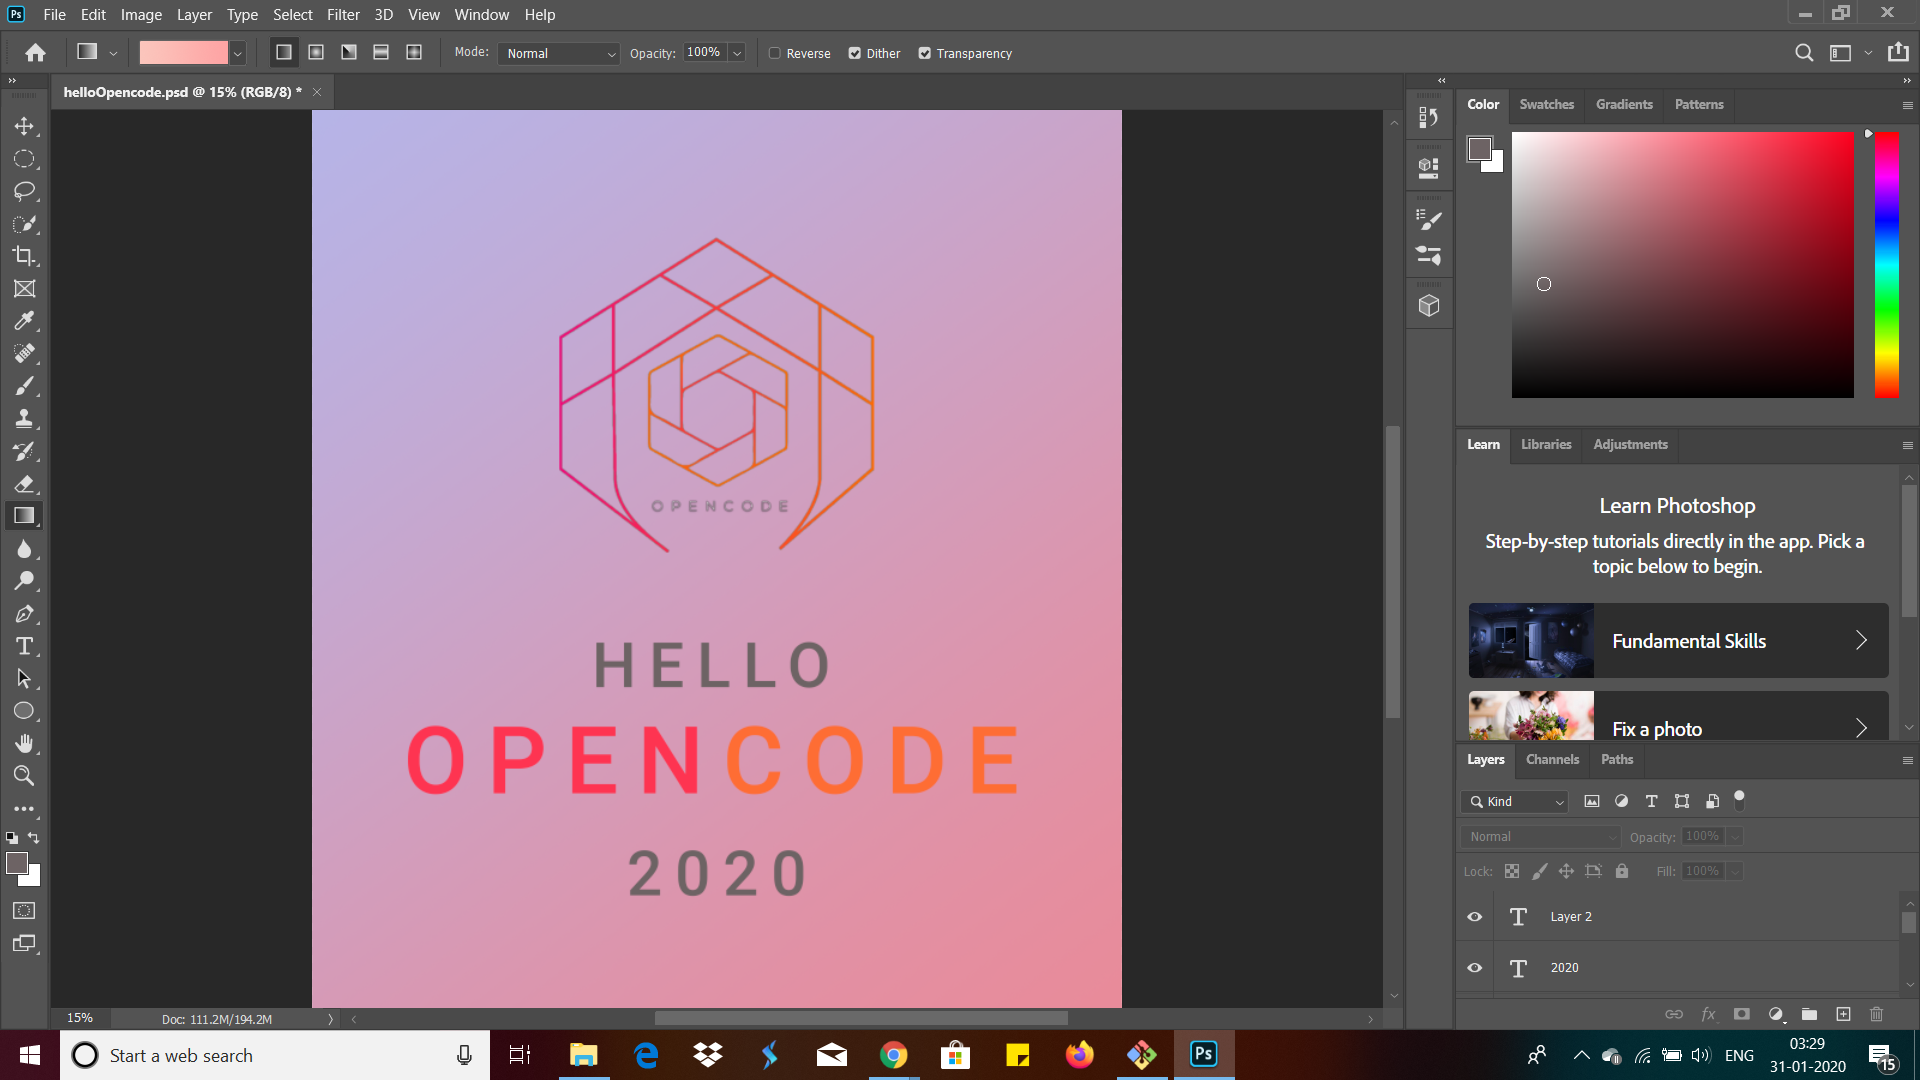 Ps File Edit Image Layer Type Select Filter 3D View Window Help
Mode: Normal Opacity: 100% Reverse Dither Transparency
helloOpencode.psd @ 15% (RGB/8) *
OPENCODE
HELLO
OPENCODE
2020
15% Doc: 111.2M/194.2M
Color Swatches Gradients Patterns
Learn Libraries Adjustments
Learn Photoshop
Step-by-step tutorials directly in the app. Pick a
topic below to begin.
Fundamental Skills
Fix a photo
Layers Channels Paths
Kind
Normal Opacity: 100%
Lock: Fill: 100%
Layer 2
2020
fx
Start a web search
Ps
ENG
03:29
31-01-2020
15